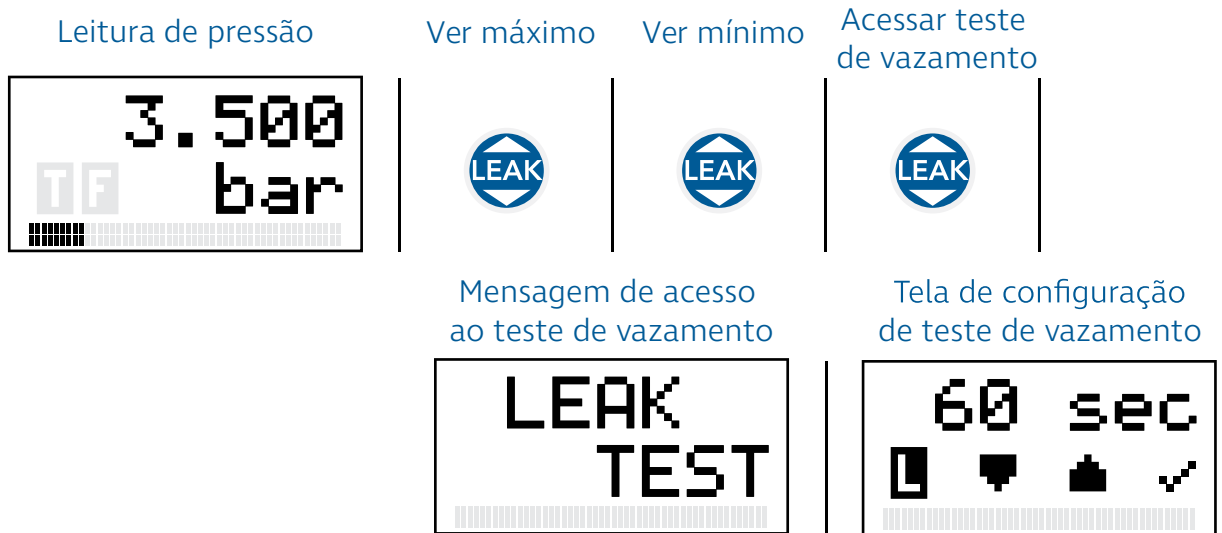 Leitura de pressão
Ver máximo
Ver mínimo
Acessar teste
de vazamento
3.500
T F bar
LEAK
LEAK
LEAK
Mensagem de acesso
ao teste de vazamento
Tela de configuração
de teste de vazamento
LEAK
TEST
60 sec
L